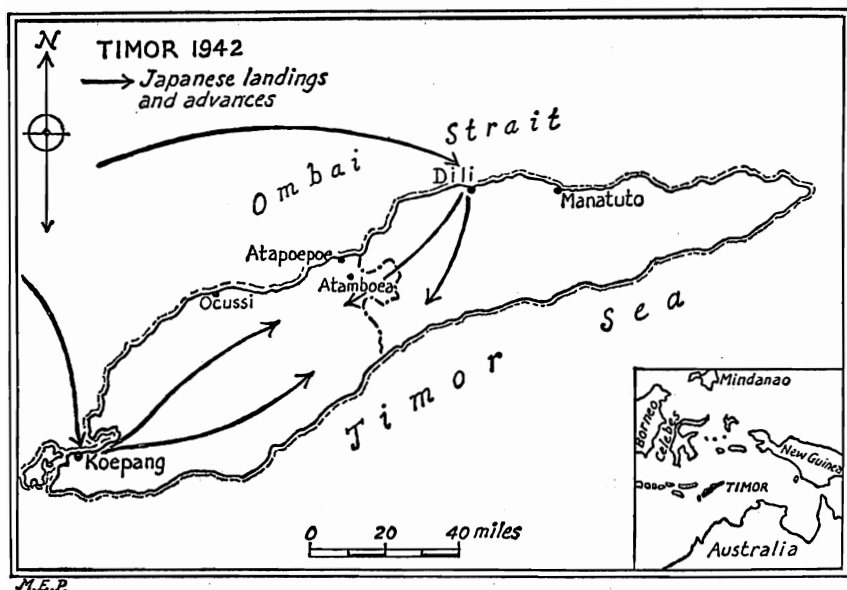 N
TIMOR 1942
Japanese landings
and advances
Ombai Strait
Dili
Manatuto
Atapoepoe
Atamboea
Ocussi
Timor Sea
Koepang
0 20 40 miles
Mindanao
Borneo
Celebes
New Guinea
TIMOR
Australia
M.E.P.